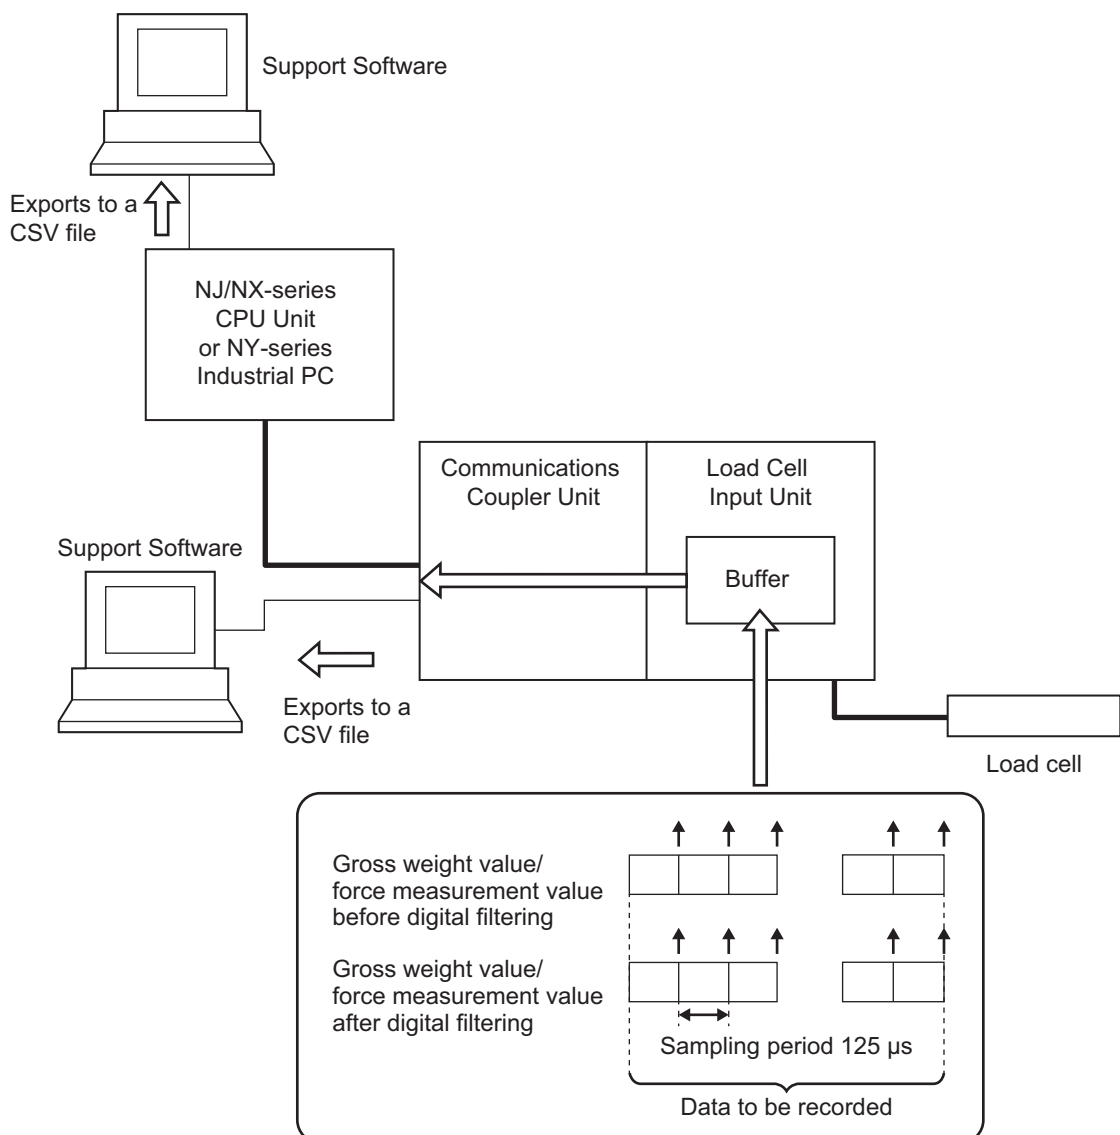 Support Software
Exports to a
CSV file
NJ/NX-series
CPU Unit
or NY-series
Industrial PC
Communications
Coupler Unit
Load Cell
Input Unit
Support Software
Buffer
Exports to a
CSV file
Load cell
Gross weight value/
force measurement value
before digital filtering
Gross weight value/
force measurement value
after digital filtering
Sampling period 125 µs
Data to be recorded